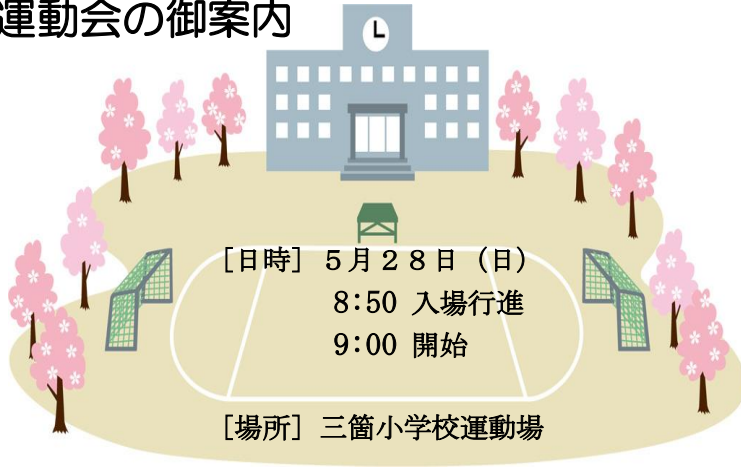 運動会の御案内
[日時] 5月28日(日)
8:50 入場行進
9:00 開始
[場所] 三箇小学校運動場